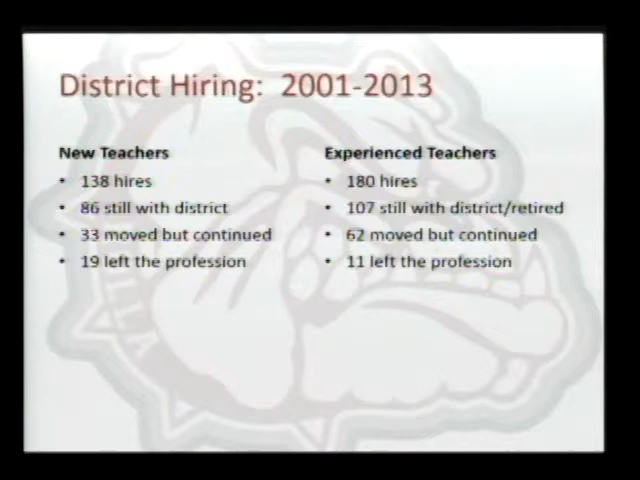 District Hiring: 2001-2013
New Teachers
• 138 hires
• 86 still with district
• 33 moved but continued
• 19 left the profession
Experienced Teachers
• 180 hires
• 107 still with district/retired
• 62 moved but continued
• 11 left the profession